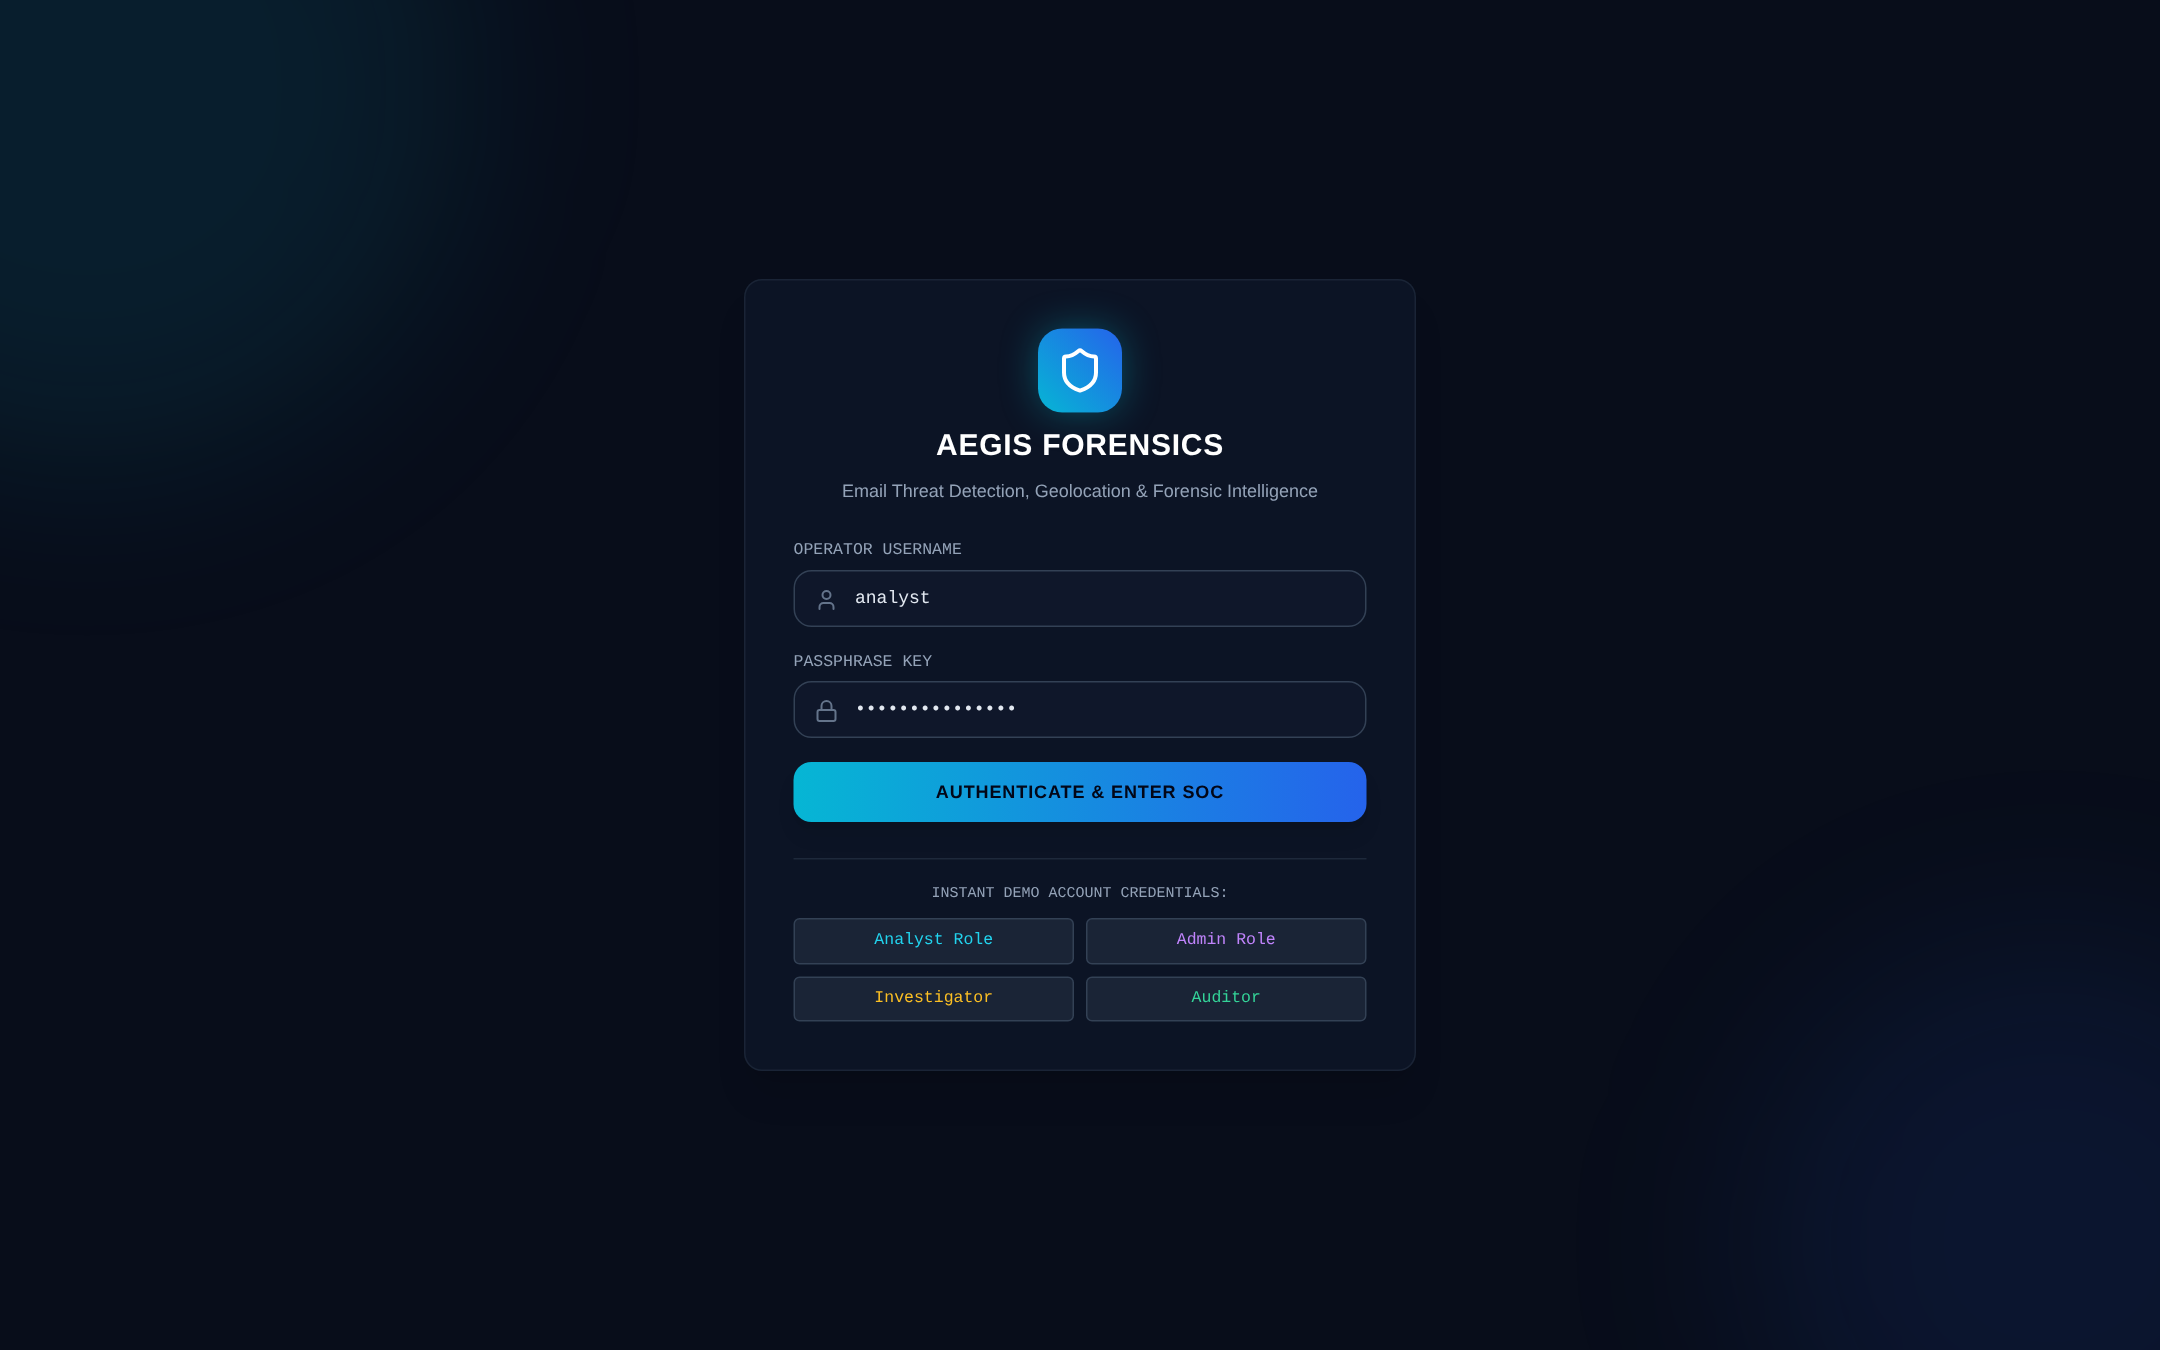 AEGIS FORENSICS
Email Threat Detection, Geolocation & Forensic Intelligence
OPERATOR USERNAME
analyst
PASSPHRASE KEY
•••••••••••••••
AUTHENTICATE & ENTER SOC
INSTANT DEMO ACCOUNT CREDENTIALS:
Analyst Role
Admin Role
Investigator
Auditor